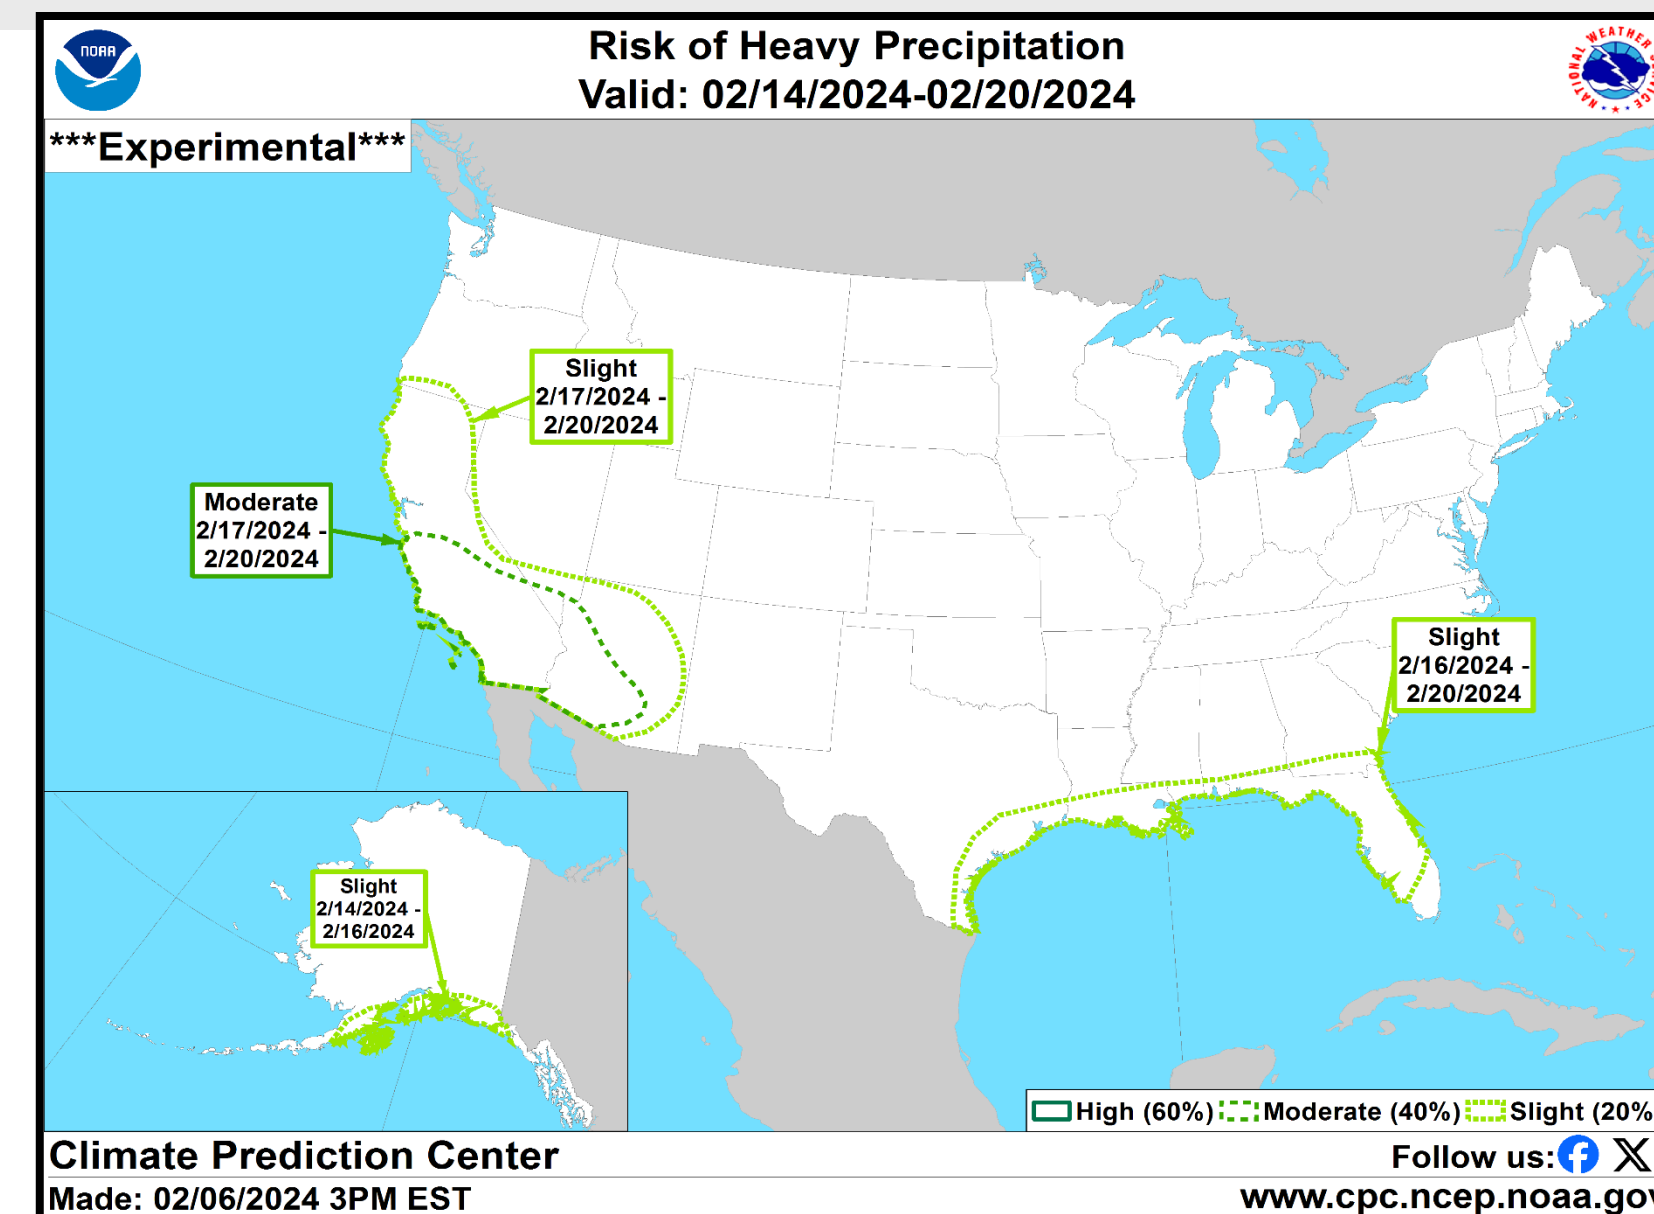 NOAA
Risk of Heavy Precipitation
Valid: 02/14/2024-02/20/2024
NATIONAL WEATHER
***Experimental***
Slight
2/17/2024 -
2/20/2024
Moderate
2/17/2024 -
2/20/2024
Slight
2/16/2024 -
2/20/2024
Slight
2/14/2024 -
2/16/2024
High (60%) Moderate (40%) Slight (20%
Climate Prediction Center
Follow us:
Made: 02/06/2024 3PM EST
www.cpc.ncep.noaa.gov